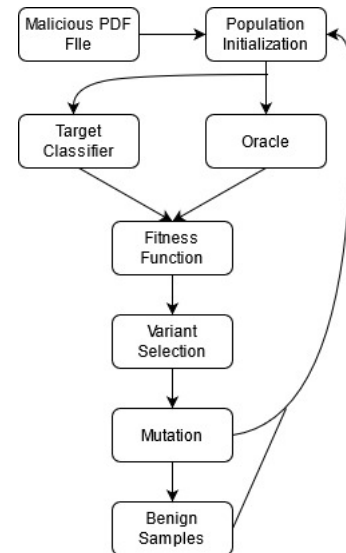 Malicious PDF
FIle
Population
Initialization
Target
Classifier
Oracle
Fitness
Function
Variant
Selection
Mutation
Benign
Samples